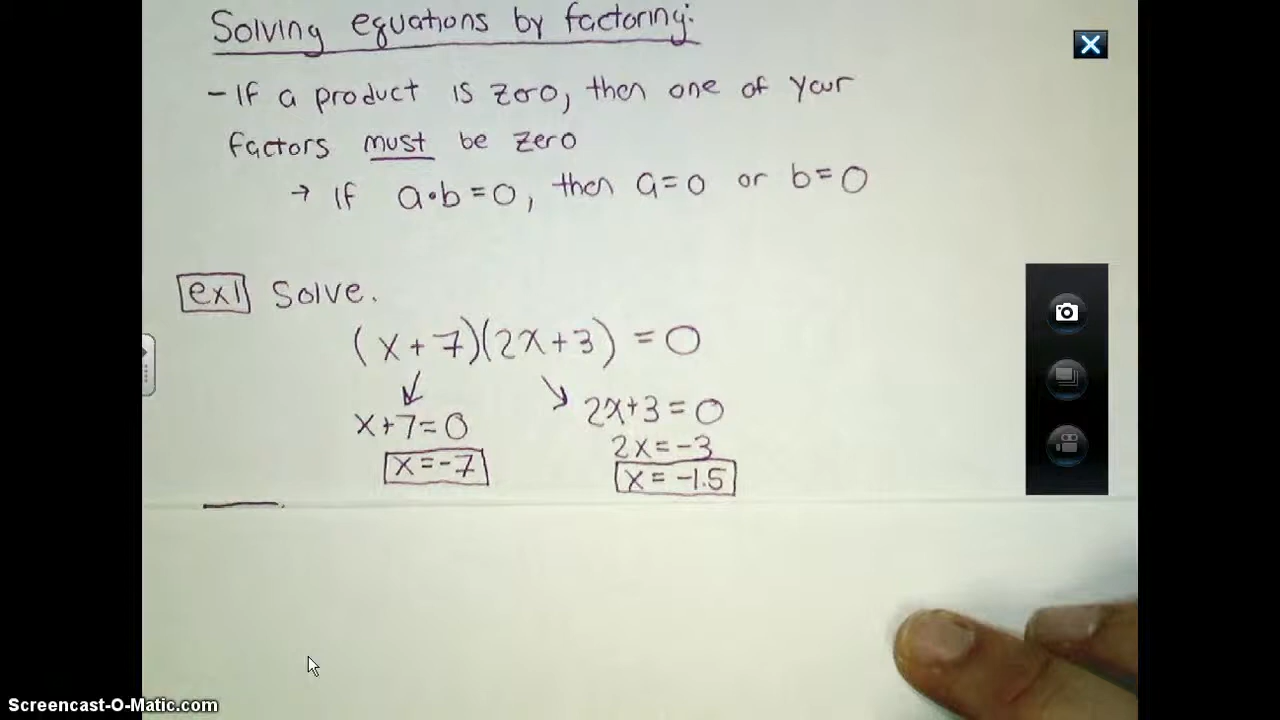 Solving equations by factoring:
- If a product is zero, then one of your
factors must be zero
→ If a•b=0, then a=0 or b=0
ex1 Solve.
(x+7)(2x+3) = 0
x+7=0
2x+3=0
2x=-3
x=-7
x=-1.5
Screencast-O-Matic.com